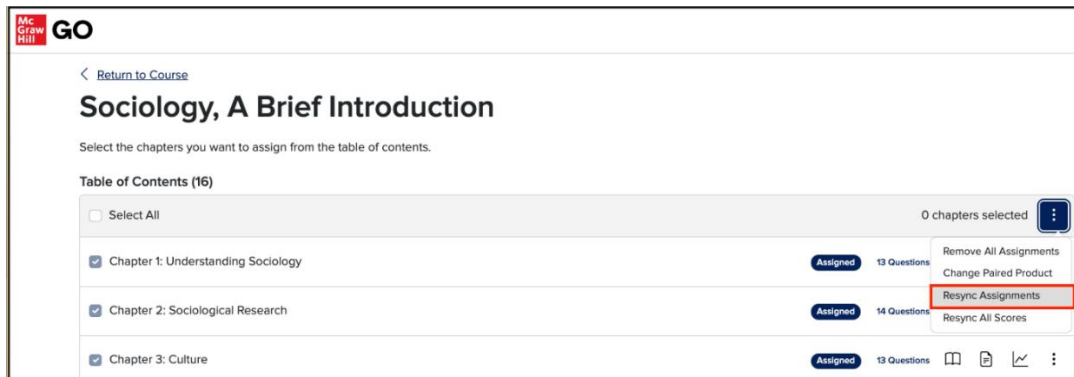 Mc
Graw
Hill
GO
Return to Course
Sociology, A Brief Introduction
Select the chapters you want to assign from the table of contents.
Table of Contents (16)
Select All
0 chapters selected
Remove All Assignments
Change Paired Product
Resync Assignments
Resync All Scores
Chapter 1: Understanding Sociology
Assigned
13 Questions
Chapter 2: Sociological Research
Assigned
14 Questions
Chapter 3: Culture
Assigned
13 Questions